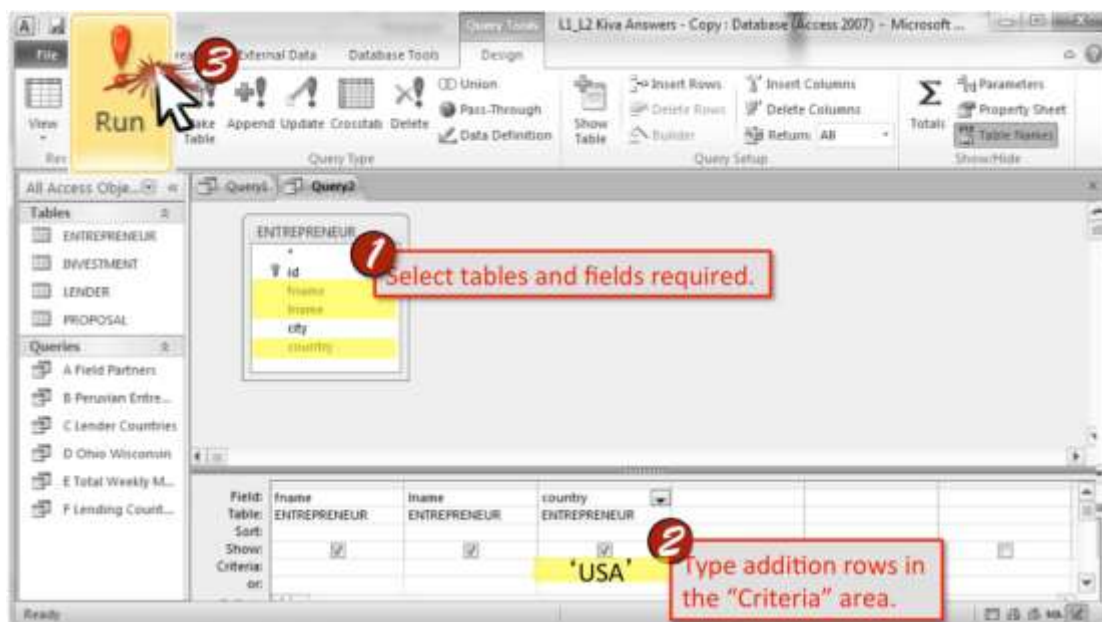 Query Tools L1_L2 Kiva Answers - Copy : Database (Access 2007) - Microsoft ...
File External Data Database Tools Design
3
Run
View
Make Table
Append Update Crosstab Delete
Union
Pass-Through
Data Definition
Show Table
Insert Rows
Delete Rows
Builder
Insert Columns
Delete Columns
Return: All
Totals
Parameters
Property Sheet
Table Names
Query Type Query Setup Show/Hide
All Access Obje...
Query1 Query2
Tables
ENTREPRENEUR
INVESTMENT
LENDER
PROPOSAL
Queries
A Field Partners
B Peruvian Entre...
C Lender Countries
D Ohio Wisconsin
E Total Weekly M...
F Lending Count...
ENTREPRENEUR
*
id
fname
lname
city
country
1
Select tables and fields required.
Field: fname lname country
Table: ENTREPRENEUR ENTREPRENEUR ENTREPRENEUR
Sort:
Show:
Criteria: 'USA'
or:
2
Type addition rows in
the “Criteria” area.
Ready SQL